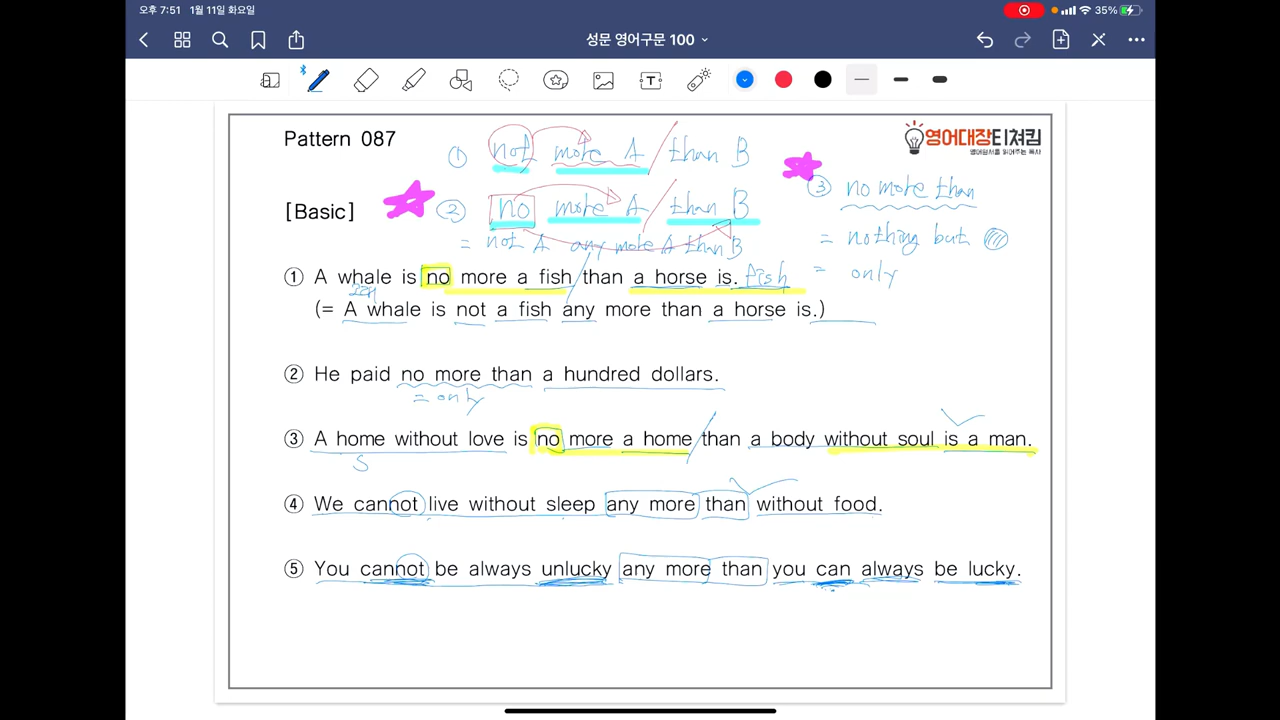 오후 7:51 1월 11일 화요일
35%
성문 영어구문 100
Pattern 087
영어대장티쳐킴
① not more A / than B
[Basic]
② no more A / than B
= not A any more A than B
③ no more than
= nothing but
= only
① A whale is no more a fish than a horse is. fish
(= A whale is not a fish any more than a horse is.)
② He paid no more than a hundred dollars.
= only
③ A home without love is no more a home than a body without soul is a man.
S
④ We cannot live without sleep any more than without food.
⑤ You cannot be always unlucky any more than you can always be lucky.